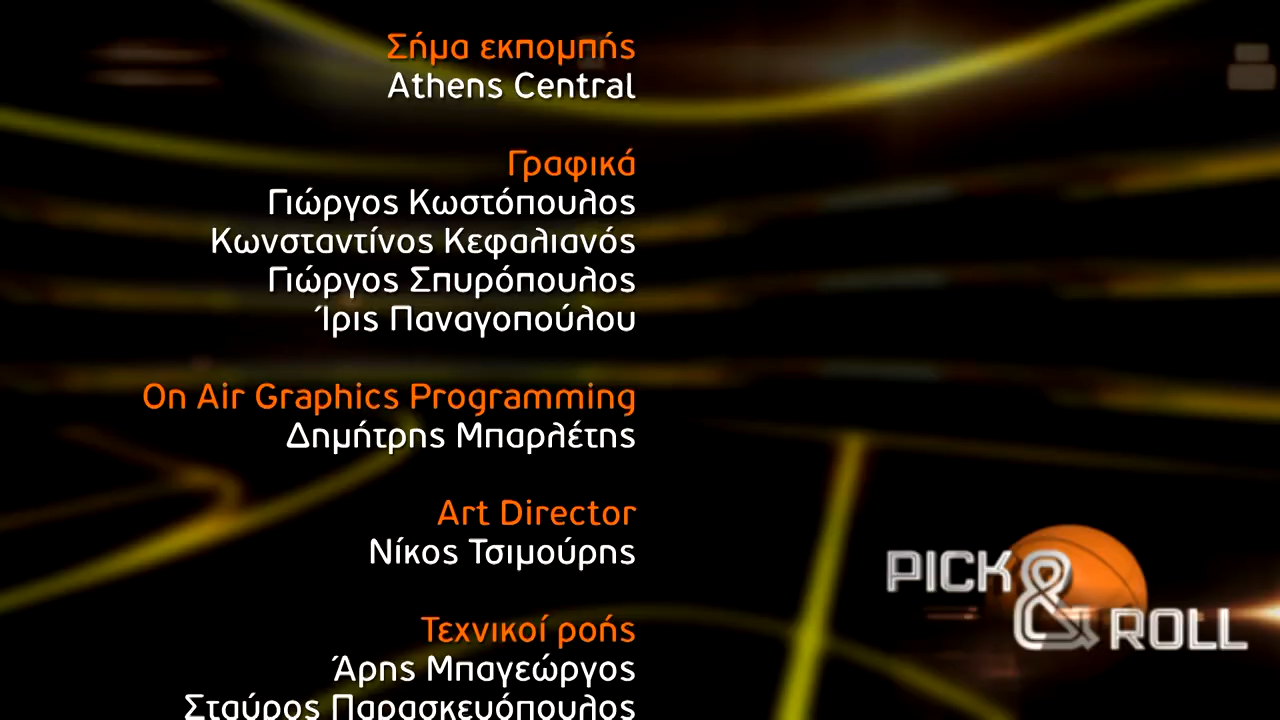 Σήμα εκπομπής
Athens Central
Γραφικά
Γιώργος Κωστόπουλος
Κωνσταντίνος Κεφαλιανός
Γιώργος Σπυρόπουλος
Ίρις Παναγοπούλου
On Air Graphics Programming
Δημήτρης Μπαρλέτης
Art Director
Νίκος Τσιμούρης
Τεχνικοί ροής
Άρης Μπαγεώργος
Σταύρος Παρασκευόπουλος
PICK & ROLL